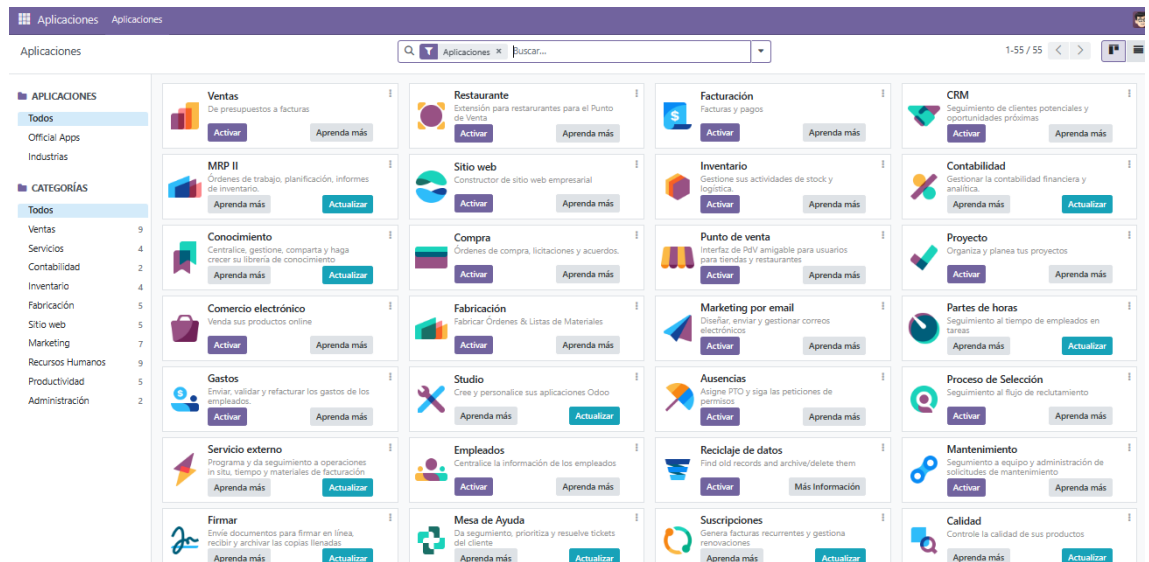 Aplicaciones Aplicaciones
Aplicaciones
Aplicaciones × Buscar...
1-55 / 55
APLICACIONES
Todos
Official Apps
Industrias
CATEGORÍAS
Todos
Ventas 9
Servicios 4
Contabilidad 2
Inventario 4
Fabricación 5
Sitio web 5
Marketing 7
Recursos Humanos 9
Productividad 5
Administración 2
Ventas
De presupuestos a facturas
Activar Aprenda más
Restaurante
Extensión para restarurantes para el Punto
de Venta
Activar Aprenda más
Facturación
Facturas y pagos
Activar Aprenda más
CRM
Seguimiento de clientes potenciales y
oportunidades próximas
Activar Aprenda más
MRP II
Órdenes de trabajo, planificación, informes
de inventario.
Aprenda más Actualizar
Sitio web
Constructor de sitio web empresarial
Activar Aprenda más
Inventario
Gestione sus actividades de stock y
logística.
Activar Aprenda más
Contabilidad
Gestionar la contabilidad financiera y
analítica.
Aprenda más Actualizar
Conocimiento
Centralice, gestione, comparta y haga
crecer su librería de conocimiento
Aprenda más Actualizar
Compra
Órdenes de compra, licitaciones y acuerdos.
Activar Aprenda más
Punto de venta
Interfaz de PdV amigable para usuarios
para tiendas y restaurantes
Activar Aprenda más
Proyecto
Organiza y planea tus proyectos
Activar Aprenda más
Comercio electrónico
Venda sus productos online
Activar Aprenda más
Fabricación
Fabricar Órdenes & Listas de Materiales
Activar Aprenda más
Marketing por email
Diseñar, enviar y gestionar correos
electrónicos
Activar Aprenda más
Partes de horas
Seguimiento al tiempo de empleados en
tareas
Aprenda más Actualizar
Gastos
Enviar, validar y refacturar los gastos de los
empleados.
Activar Aprenda más
Studio
Cree y personalice sus aplicaciones Odoo
Aprenda más Actualizar
Ausencias
Asigne PTO y siga las peticiones de
permisos
Activar Aprenda más
Proceso de Selección
Seguimiento al flujo de reclutamiento
Activar Aprenda más
Servicio externo
Programa y da seguimiento a operaciones
in situ, tiempo y materiales de facturación
Aprenda más Actualizar
Empleados
Centralice la información de los empleados
Activar Aprenda más
Reciclaje de datos
Find old records and archive/delete them
Activar Más Información
Mantenimiento
Segumiento a equipo y administración de
solicitudes de mantenimiento
Activar Aprenda más
Firmar
Envíe documentos para firmar en línea,
recibir y archivar las copias llenadas
Aprenda más Actualizar
Mesa de Ayuda
Da segumiento, prioritiza y resuelve tickets
del cliente
Aprenda más Actualizar
Suscripciones
Genera facturas recurrentes y gestiona
renovaciones
Aprenda más Actualizar
Calidad
Controle la calidad de sus productos
Aprenda más Actualizar